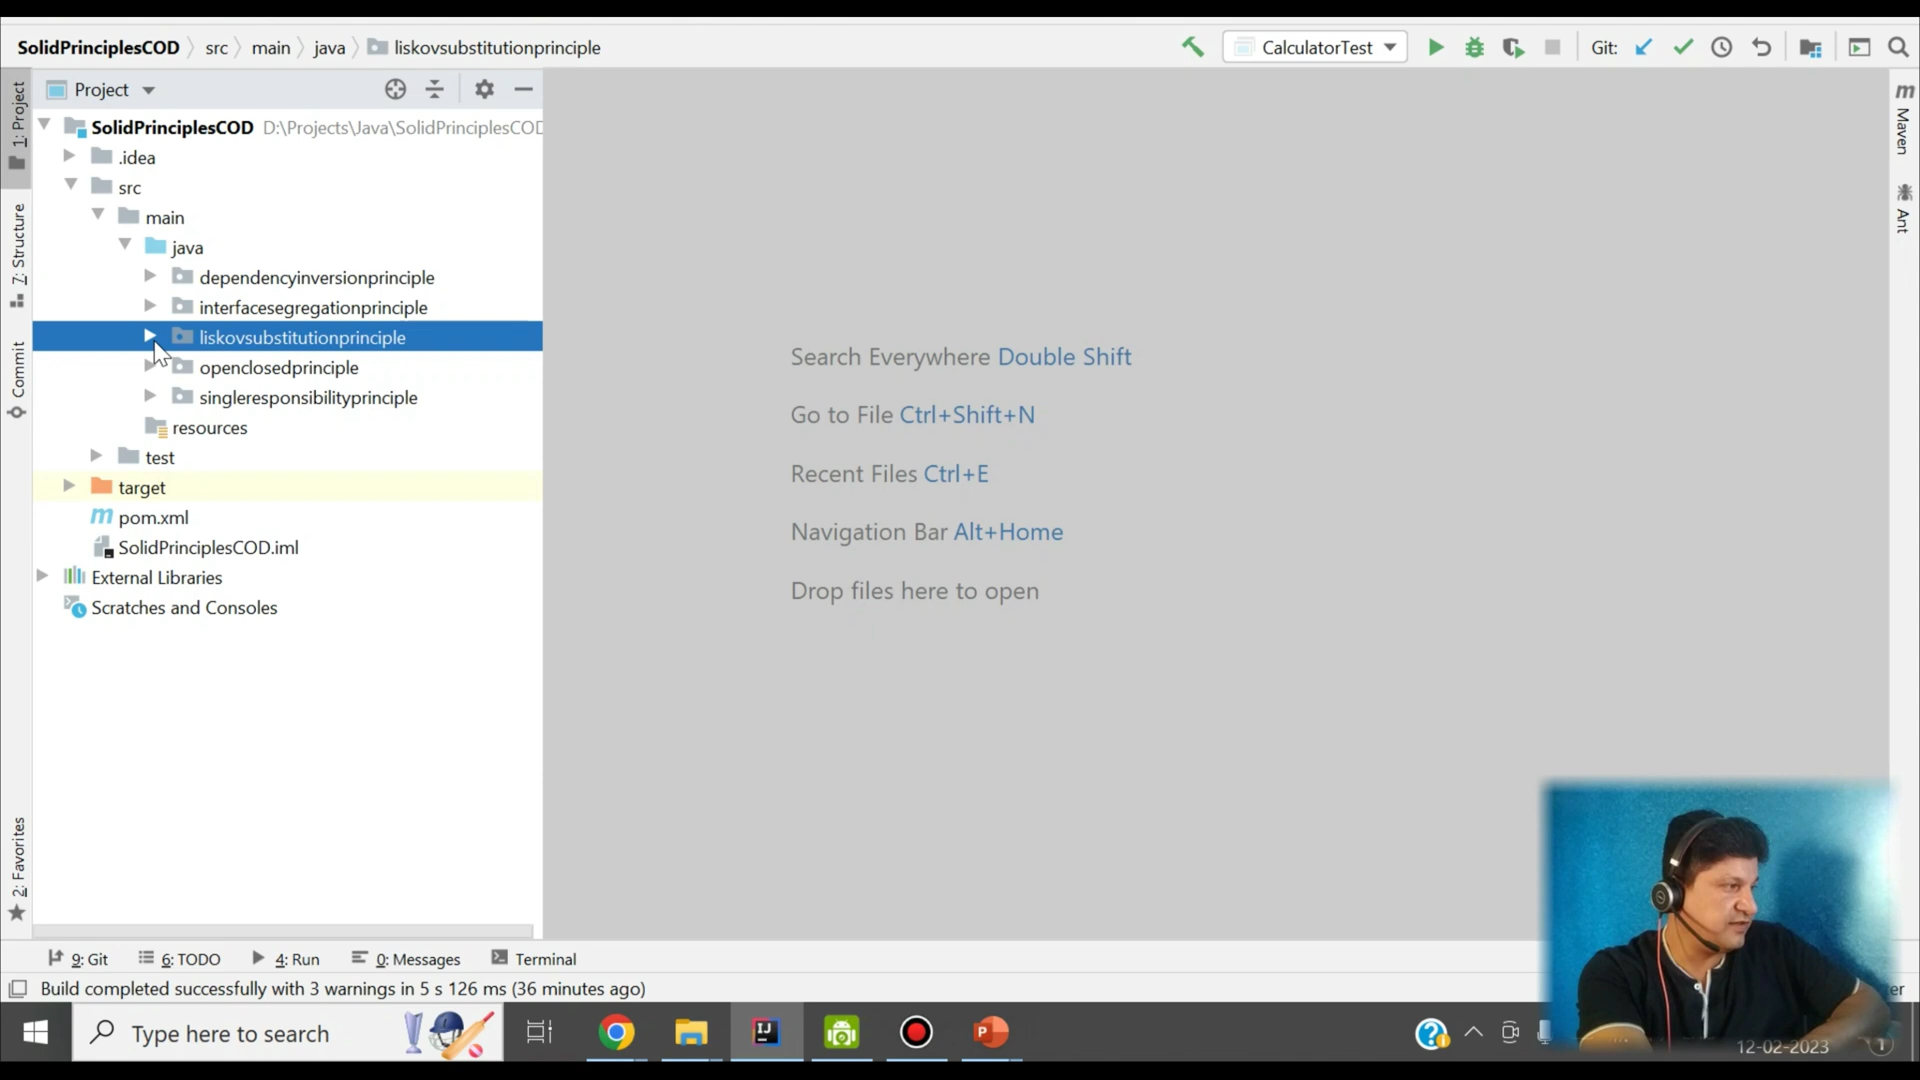 SolidPrinciplesCOD src main java liskovsubstitutionprinciple CalculatorTest Git:
1: Project
7: Structure
Commit
2: Favorites
Project
SolidPrinciplesCOD D:\Projects\Java\SolidPrinciplesCOD
.idea
src
main
java
dependencyinversionprinciple
interfacesegregationprinciple
liskovsubstitutionprinciple
openclosedprinciple
singleresponsibilityprinciple
resources
test
target
m pom.xml
SolidPrinciplesCOD.iml
External Libraries
Scratches and Consoles
Search Everywhere Double Shift
Go to File Ctrl+Shift+N
Recent Files Ctrl+E
Navigation Bar Alt+Home
Drop files here to open
m Maven
Ant
9: Git 6: TODO 4: Run 0: Messages Terminal
Build completed successfully with 3 warnings in 5 s 126 ms (36 minutes ago)
Type here to search
IJ
P
12-02-2023
1